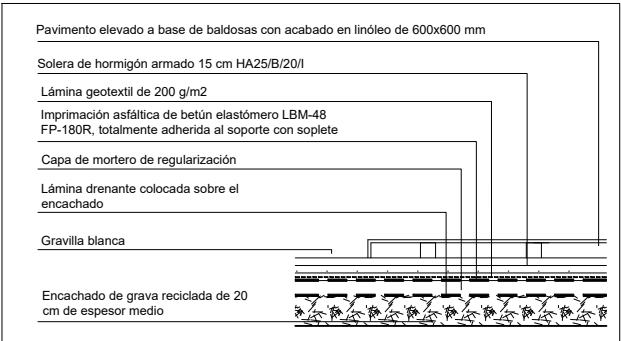 Pavimento elevado a base de baldosas con acabado en linóleo de 600x600 mm
Solera de hormigón armado 15 cm HA25/B/20/I
Lámina geotextil de 200 g/m2
Imprimación asfáltica de betún elastómero LBM-48
FP-180R, totalmente adherida al soporte con soplete
Capa de mortero de regularización
Lámina drenante colocada sobre el
encachado
Gravilla blanca
Encachado de grava reciclada de 20
cm de espesor medio